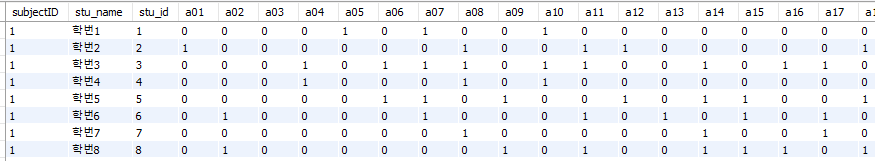 subjectID stu_name stu_id a01 a02 a03 a04 a05 a06 a07 a08 a09 a10 a11 a12 a13 a14 a15 a16 a17 a1
1 학번1 1 0 0 0 0 1 0 1 0 0 1 0 0 0 0 0 0 0 0
1 학번2 2 1 0 0 0 0 0 0 1 0 0 1 1 0 0 0 0 0 1
1 학번3 3 0 0 0 1 0 1 1 1 0 1 1 0 0 1 0 1 1 0
1 학번4 4 0 0 0 1 0 0 0 1 0 1 0 0 0 0 0 0 0 0
1 학번5 5 0 0 0 0 0 1 1 0 1 0 0 1 0 1 1 0 0 1
1 학번6 6 0 1 0 0 0 0 1 0 0 0 1 0 1 0 1 0 1 0
1 학번7 7 0 0 0 0 0 0 0 1 0 0 0 0 0 1 0 0 1 0
1 학번8 8 0 1 0 0 0 0 0 0 1 0 1 0 0 1 1 1 0 1